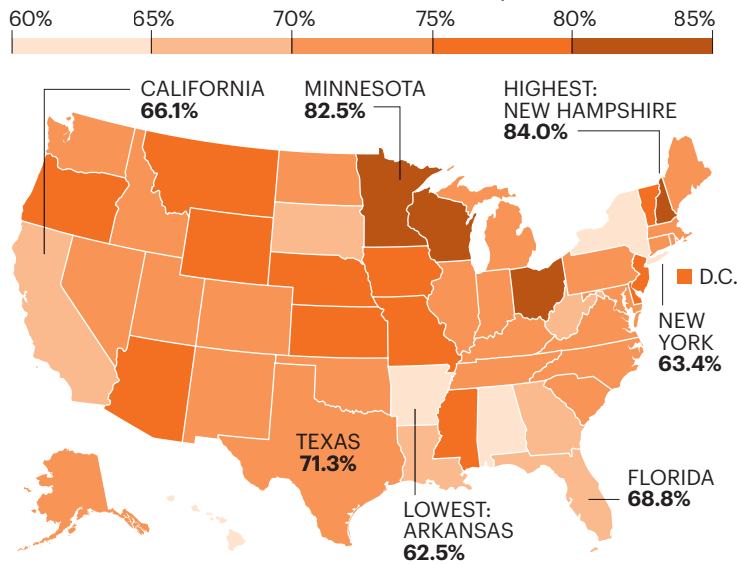 60% 65% 70% 75% 80% 85%
CALIFORNIA
66.1%
MINNESOTA
82.5%
HIGHEST:
NEW HAMPSHIRE
84.0%
D.C.
NEW
YORK
63.4%
TEXAS
71.3%
FLORIDA
68.8%
LOWEST:
ARKANSAS
62.5%